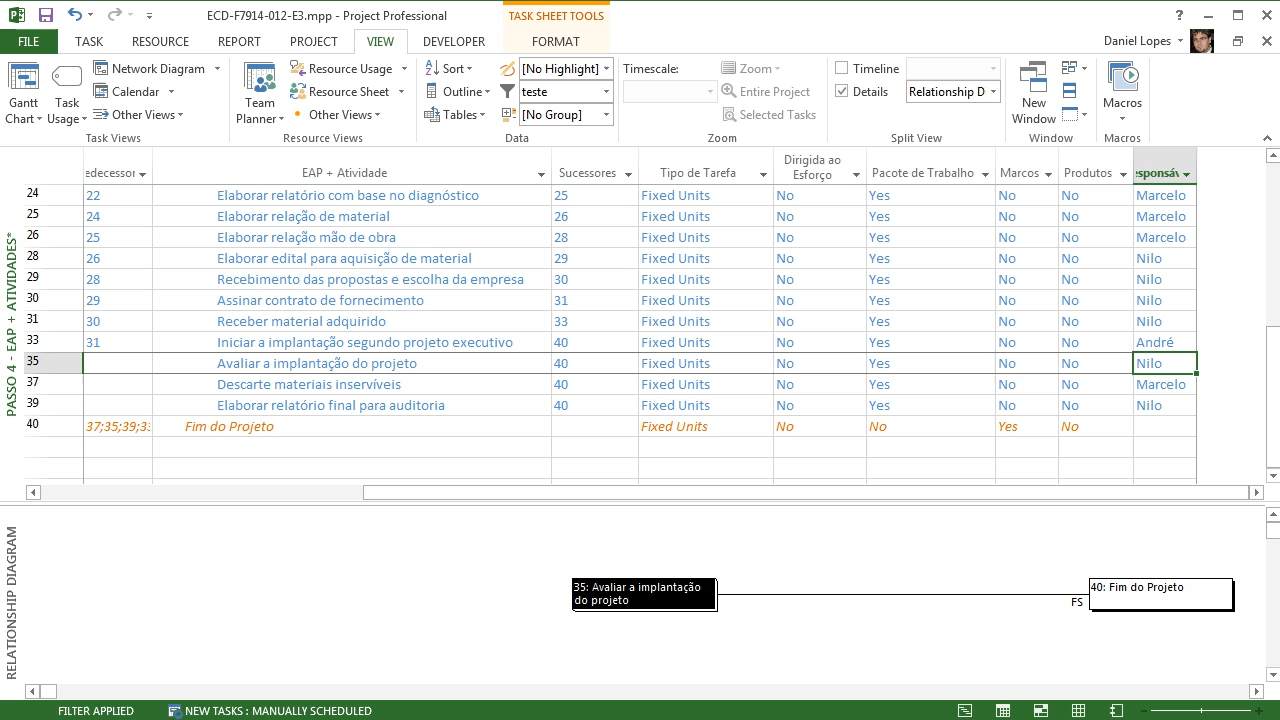 ECD-F7914-012-E3.mpp - Project Professional
TASK SHEET TOOLS
?
FILE TASK RESOURCE REPORT PROJECT VIEW DEVELOPER FORMAT
Daniel Lopes
Network Diagram
Calendar
Other Views
Gantt Chart
Task Usage
Task Views
Team Planner
Resource Usage
Resource Sheet
Other Views
Resource Views
Sort
Outline
Tables
[No Highlight]
teste
[No Group]
Data
Timescale:
Zoom
Entire Project
Selected Tasks
Zoom
Timeline
Details
Relationship D
Split View
New Window
Window
Macros
Macros
edecessor EAP + Atividade Sucessores Tipo de Tarefa Dirigida ao Esforço Pacote de Trabalho Marcos Produtos esponsáv
24 22 Elaborar relatório com base no diagnóstico 25 Fixed Units No Yes No No Marcelo
25 24 Elaborar relação de material 26 Fixed Units No Yes No No Marcelo
26 25 Elaborar relação mão de obra 28 Fixed Units No Yes No No Marcelo
28 26 Elaborar edital para aquisição de material 29 Fixed Units No Yes No No Nilo
29 28 Recebimento das propostas e escolha da empresa 30 Fixed Units No Yes No No Nilo
30 29 Assinar contrato de fornecimento 31 Fixed Units No Yes No No Nilo
31 30 Receber material adquirido 33 Fixed Units No Yes No No Nilo
33 31 Iniciar a implantação segundo projeto executivo 40 Fixed Units No Yes No No André
35 Avaliar a implantação do projeto 40 Fixed Units No Yes No No Nilo
37 Descarte materiais inservíveis 40 Fixed Units No Yes No No Marcelo
39 Elaborar relatório final para auditoria 40 Fixed Units No Yes No No Nilo
40 37;35;39;33 Fim do Projeto Fixed Units No No Yes No
PASSO 4 - EAP + ATIVIDADES*
RELATIONSHIP DIAGRAM
35: Avaliar a implantação
do projeto
FS
40: Fim do Projeto
FILTER APPLIED
NEW TASKS : MANUALLY SCHEDULED